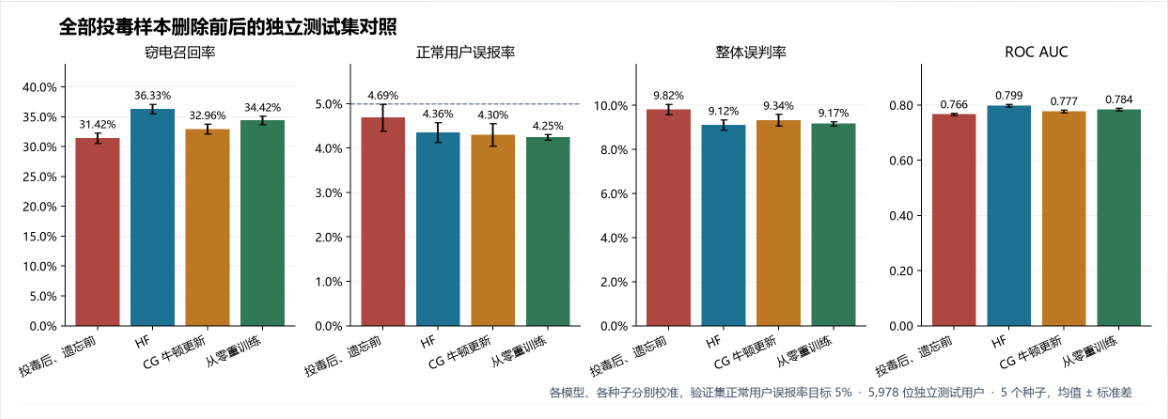 全部投毒样本删除前后的独立测试集对照
窃电召回率
40.0%
35.0%
30.0%
25.0%
20.0%
15.0%
10.0%
5.0%
0.0%
31.42%
36.33%
32.96%
34.42%
投毒后、遗忘前
HF
CG 牛顿更新
从零重训练
正常用户误报率
5.0%
4.0%
3.0%
2.0%
1.0%
0.0%
4.69%
4.36%
4.30%
4.25%
投毒后、遗忘前
HF
CG 牛顿更新
从零重训练
整体误判率
10.0%
8.0%
6.0%
4.0%
2.0%
0.0%
9.82%
9.12%
9.34%
9.17%
投毒后、遗忘前
HF
CG 牛顿更新
从零重训练
ROC AUC
0.80
0.60
0.40
0.20
0.00
0.766
0.799
0.777
0.784
投毒后、遗忘前
HF
CG 牛顿更新
从零重训练
各模型、各种子分别校准，验证集正常用户误报率目标 5% · 5,978 位独立测试用户 · 5 个种子，均值 ± 标准差